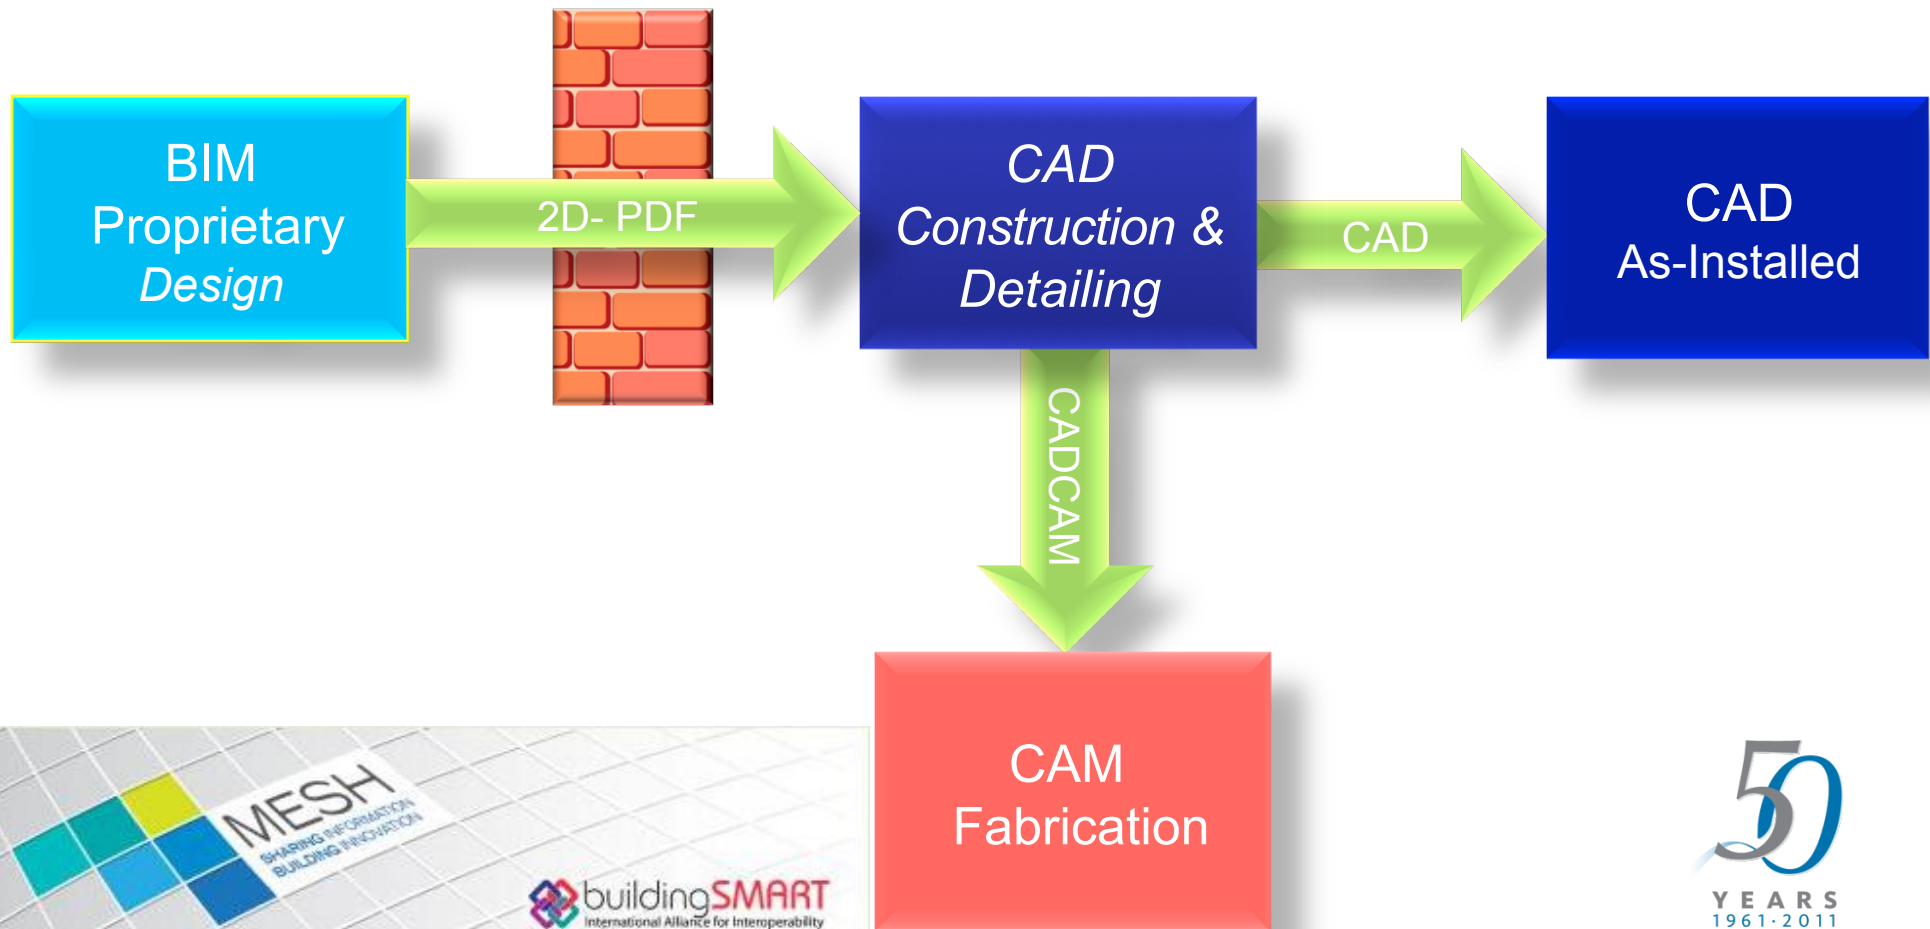 BIM
Proprietary
Design
2D- PDF
CAD
Construction &
Detailing
CAD
CAD
As-Installed
CADCAM
CAM
Fabrication
MESH
SHARING INFORMATION
BUILDING INNOVATION
buildingSMART
International Alliance for Interoperability
50
YEARS
1961·2011